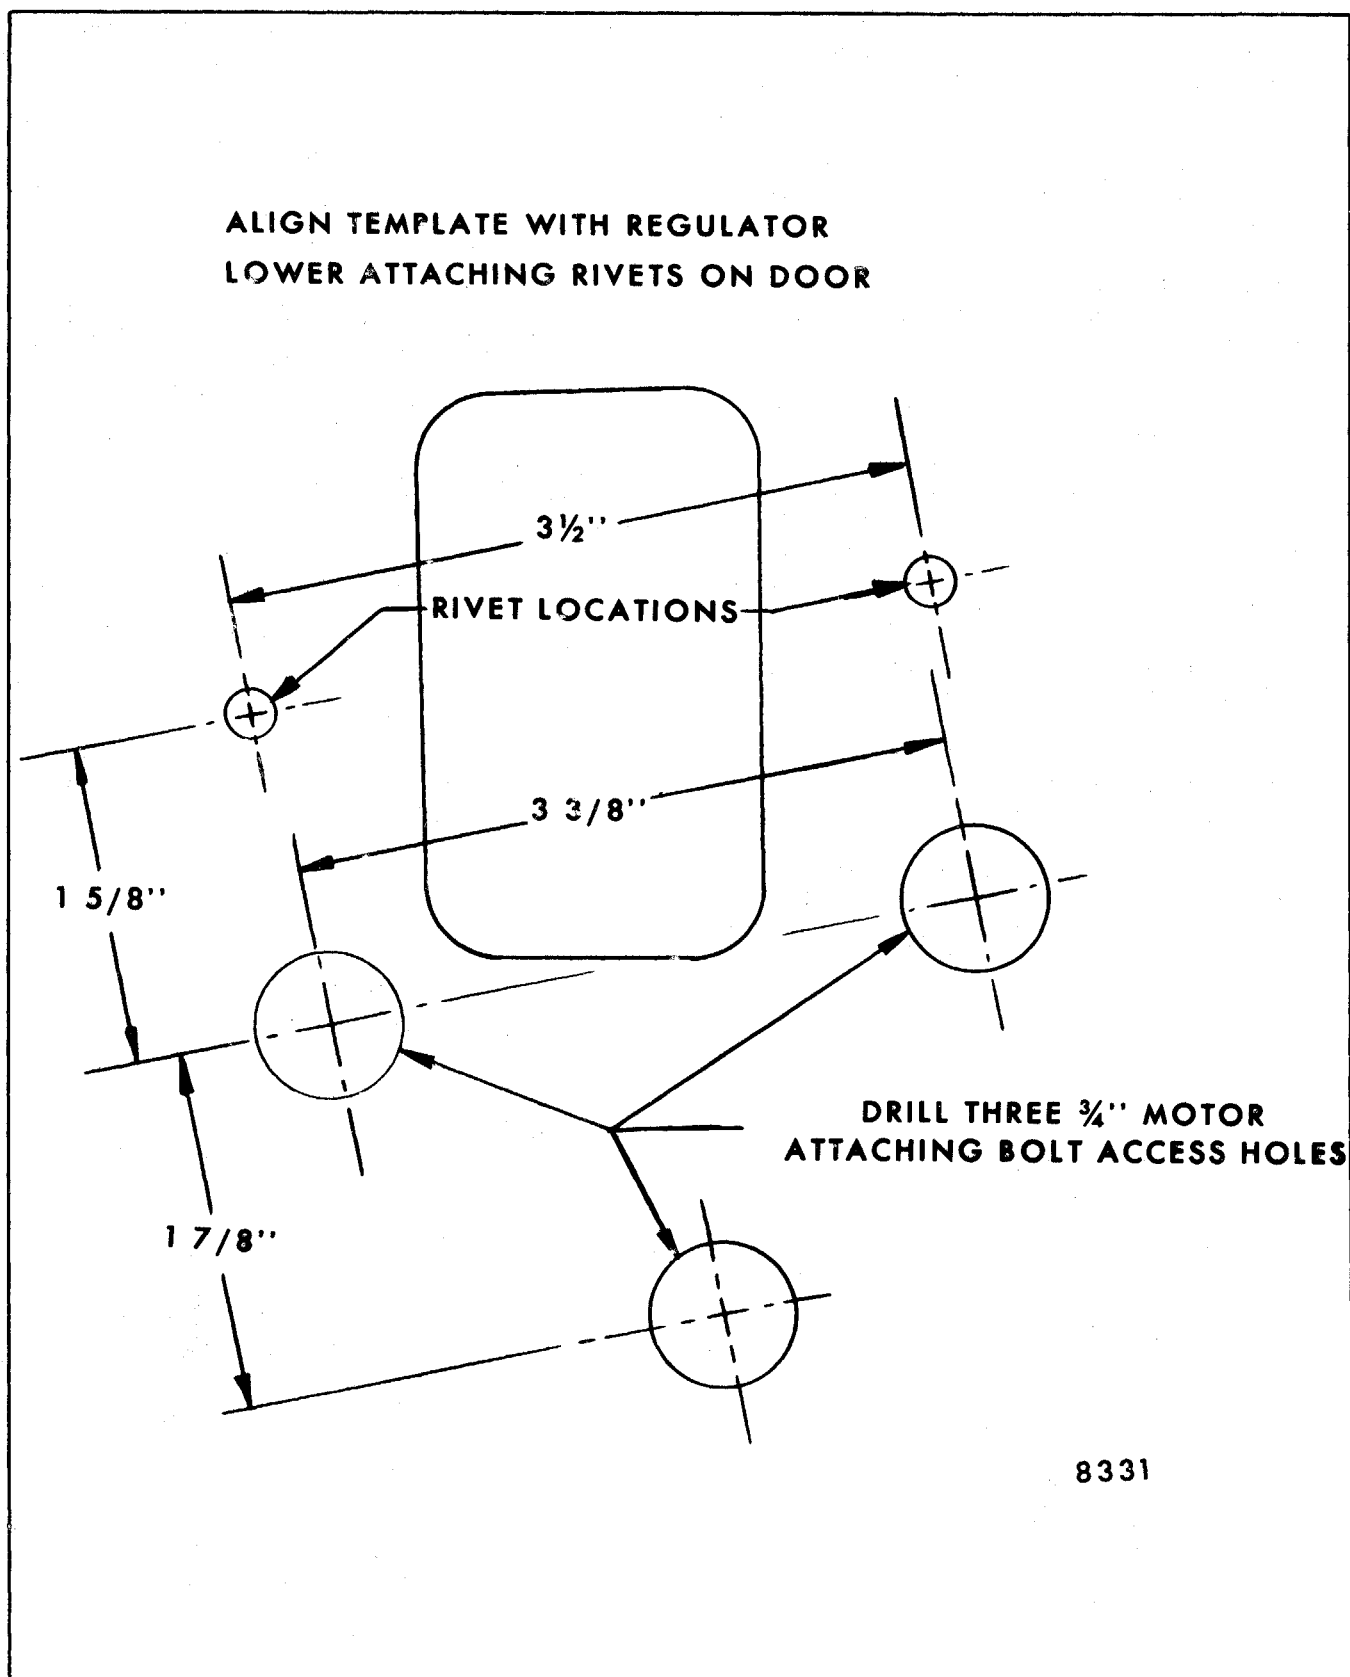 ALIGN TEMPLATE WITH REGULATOR
LOWER ATTACHING RIVETS ON DOOR
3½''
RIVET LOCATIONS
3 3/8''
1 5/8''
DRILL THREE ¾'' MOTOR
ATTACHING BOLT ACCESS HOLES
1 7/8''
8331